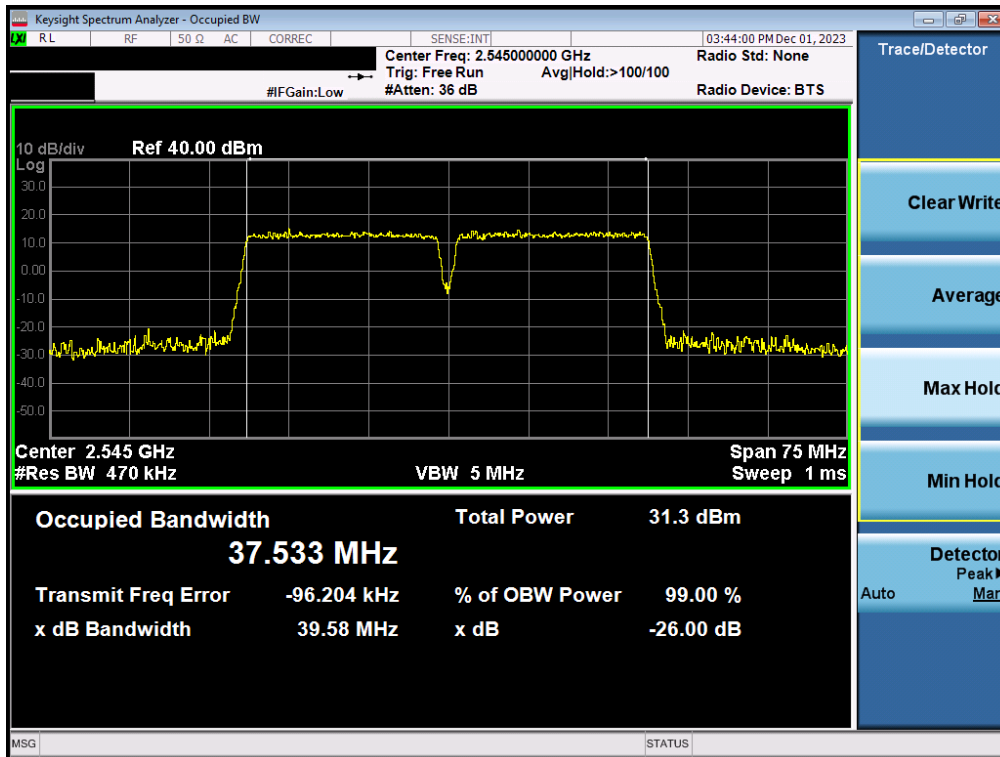 Keysight Spectrum Analyzer - Occupied BW
LXI RL RF 50 Ω AC CORREC SENSE:INT 03:44:00 PM Dec 01, 2023
Center Freq: 2.545000000 GHz Radio Std: None
Trig: Free Run Avg|Hold:>100/100
#IFGain:Low #Atten: 36 dB Radio Device: BTS
Trace/Detector
10 dB/div Ref 40.00 dBm
Log
30.0
20.0
10.0
0.00
-10.0
-20.0
-30.0
-40.0
-50.0
Center 2.545 GHz Span 75 MHz
#Res BW 470 kHz VBW 5 MHz Sweep 1 ms
Occupied Bandwidth Total Power 31.3 dBm
37.533 MHz
Transmit Freq Error -96.204 kHz % of OBW Power 99.00 %
x dB Bandwidth 39.58 MHz x dB -26.00 dB
Clear Write
Average
Max Hold
Min Hold
Detector
Peak
Auto Man
MSG STATUS